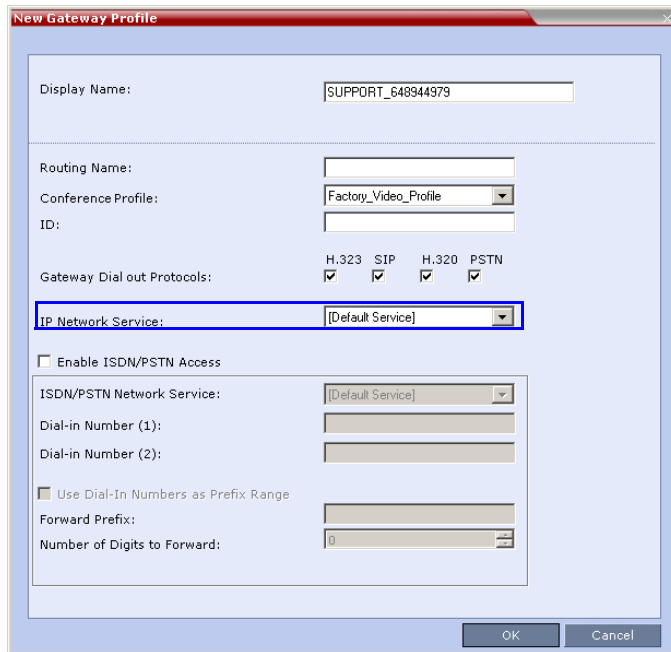 New Gateway Profile
Display Name: SUPPORT_648944979
Routing Name:
Conference Profile: Factory_Video_Profile
ID:
H.323 SIP H.320 PSTN
Gateway Dial out Protocols:
IP Network Service: [Default Service]
Enable ISDN/PSTN Access
ISDN/PSTN Network Service: [Default Service]
Dial-in Number (1):
Dial-in Number (2):
Use Dial-In Numbers as Prefix Range
Forward Prefix:
Number of Digits to Forward: 0
OK Cancel